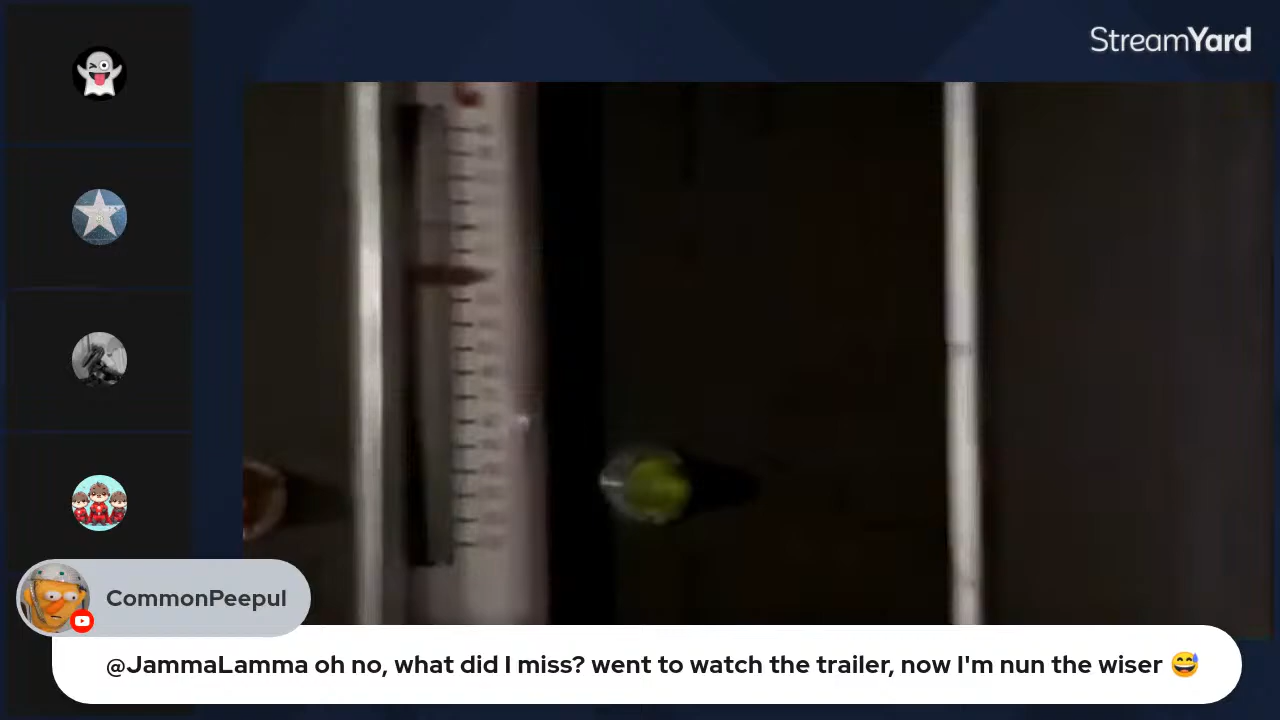 StreamYard
CommonPeepul
@JammaLamma oh no, what did I miss? went to watch the trailer, now I'm nun the wiser 😅